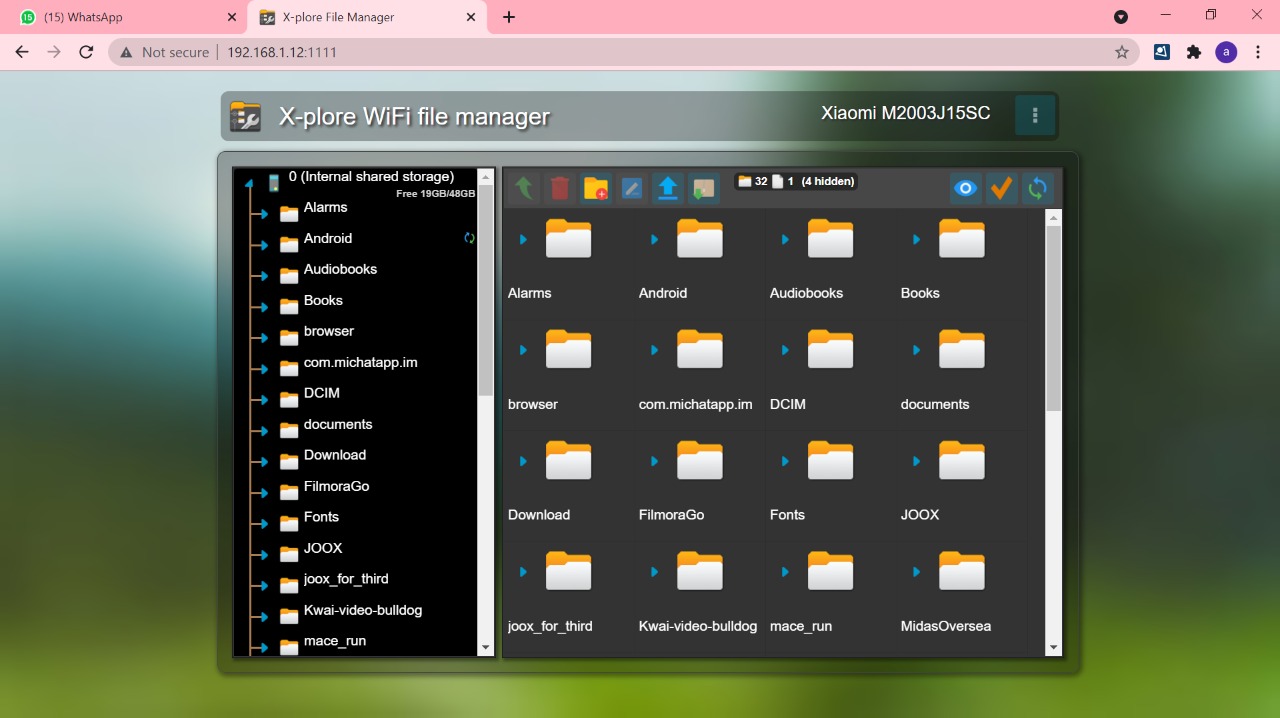 15 (15) WhatsApp
X-plore File Manager
Not secure 192.168.1.12:1111
a
X-plore WiFi file manager
Xiaomi M2003J15SC
0 (Internal shared storage)
Free 19GB/48GB
Alarms
Android
Audiobooks
Books
browser
com.michatapp.im
DCIM
documents
Download
FilmoraGo
Fonts
JOOX
joox_for_third
Kwai-video-bulldog
mace_run
32 1 (4 hidden)
Alarms Android Audiobooks Books
browser com.michatapp.im DCIM documents
Download FilmoraGo Fonts JOOX
joox_for_third Kwai-video-bulldog mace_run MidasOversea